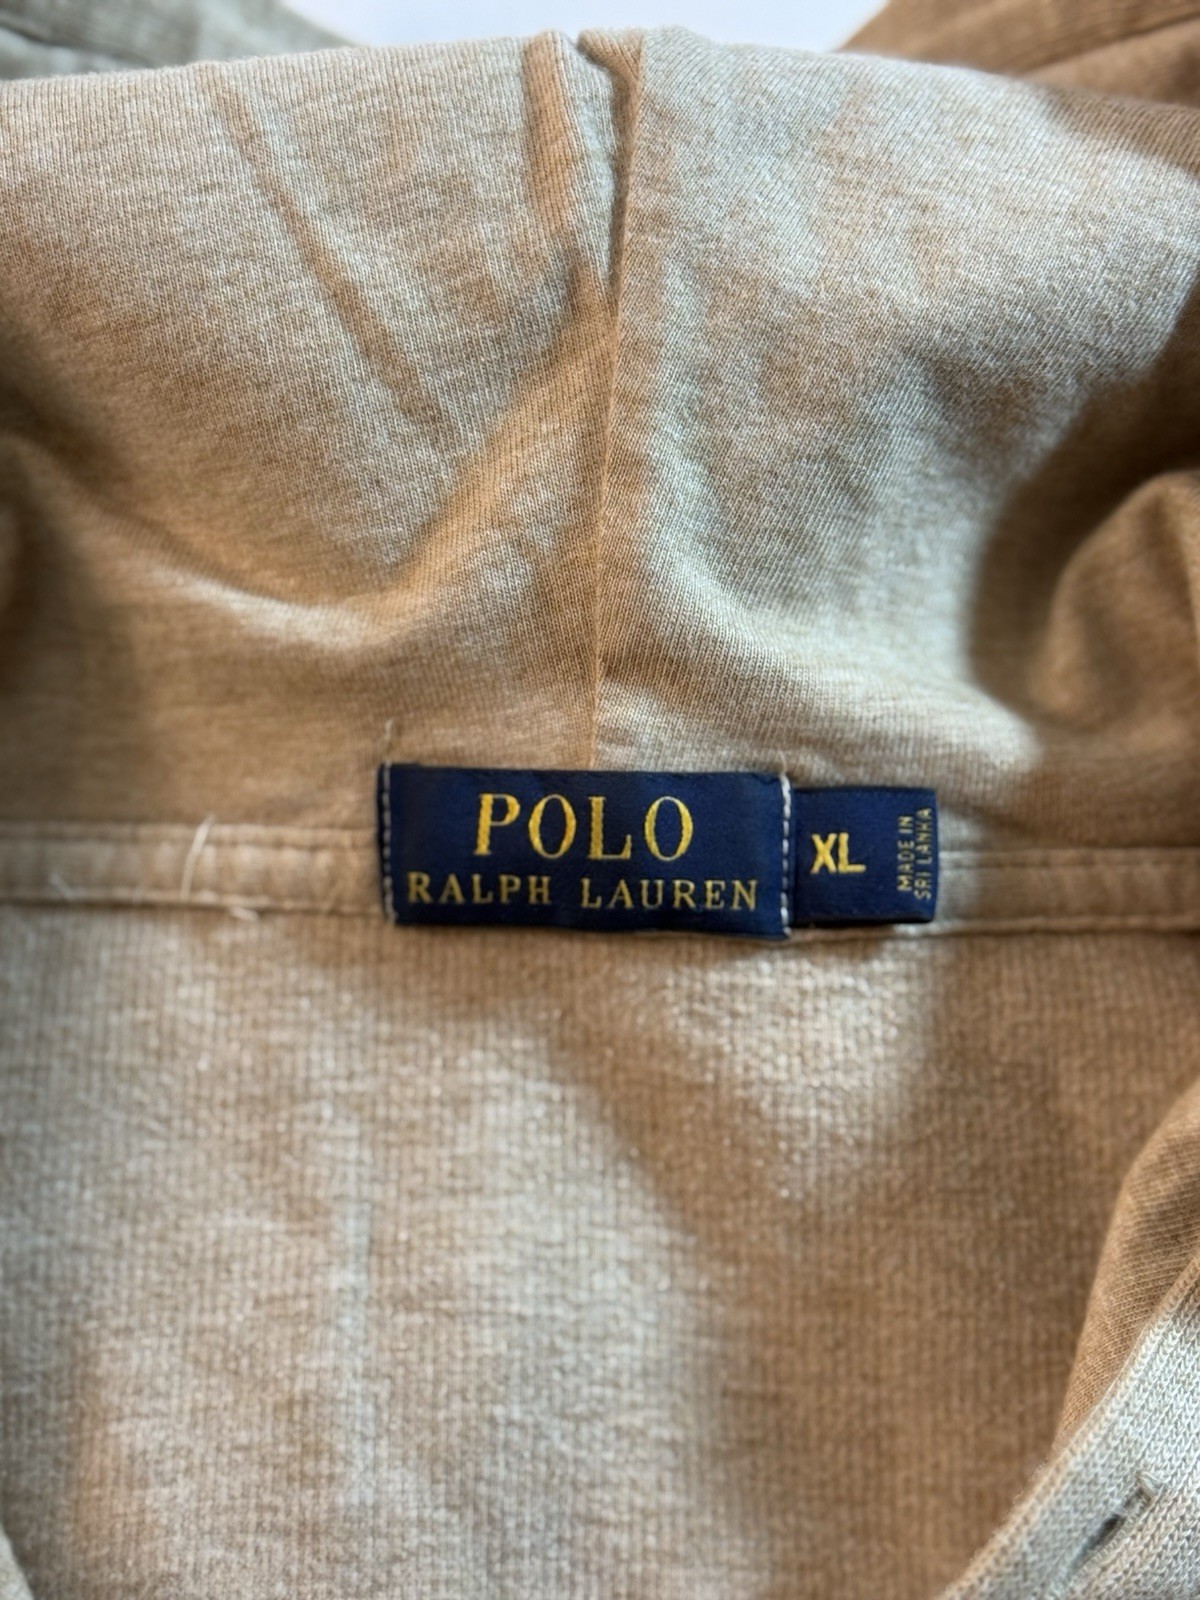 POLO
RALPH LAUREN
XL
MADE IN
SRI LANKA